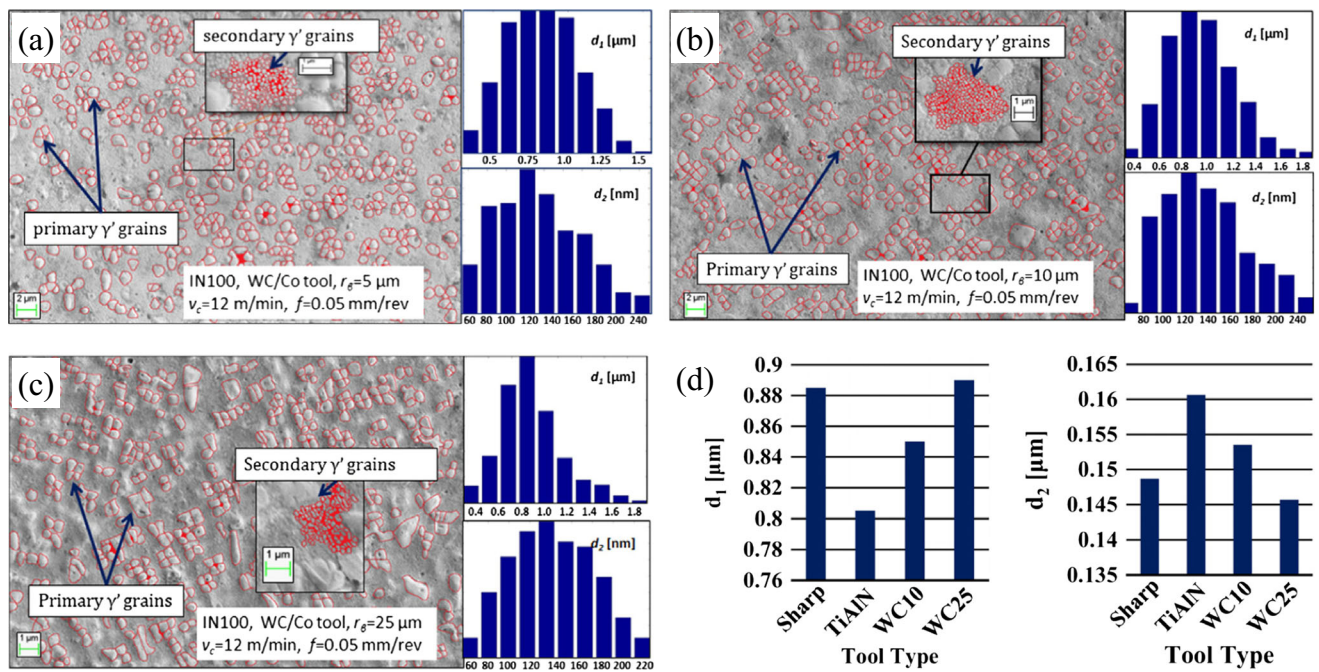 (a)
secondary γ' grains
1 μm
primary γ' grains
IN100, WC/Co tool, rᵦ=5 μm
v꜀=12 m/min, f=0.05 mm/rev
2 μm
d₁ [μm]
0.5 0.75 1.0 1.25 1.5
d₂ [nm]
60 80 100 120 140 160 180 200 240
(b)
Secondary γ' grains
1 μm
Primary γ' grains
IN100, WC/Co tool, rᵦ=10 μm
v꜀=12 m/min, f=0.05 mm/rev
2 μm
d₁ [μm]
0.4 0.6 0.8 1.0 1.2 1.4 1.6 1.8
d₂ [nm]
80 100 120 140 160 180 200 240
(c)
Secondary γ' grains
1 μm
Primary γ' grains
IN100, WC/Co tool, rᵦ=25 μm
v꜀=12 m/min, f=0.05 mm/rev
1 μm
d₁ [μm]
0.4 0.6 0.8 1.0 1.2 1.4 1.6 1.8
d₂ [nm]
60 80 100 120 140 160 180 200 220
(d)
d₁ [μm]
0.9
0.88
0.86
0.84
0.82
0.8
0.78
0.76
Sharp
TiAlN
WC10
WC25
Tool Type
d₂ [μm]
0.165
0.16
0.155
0.15
0.145
0.14
0.135
Sharp
TiAlN
WC10
WC25
Tool Type